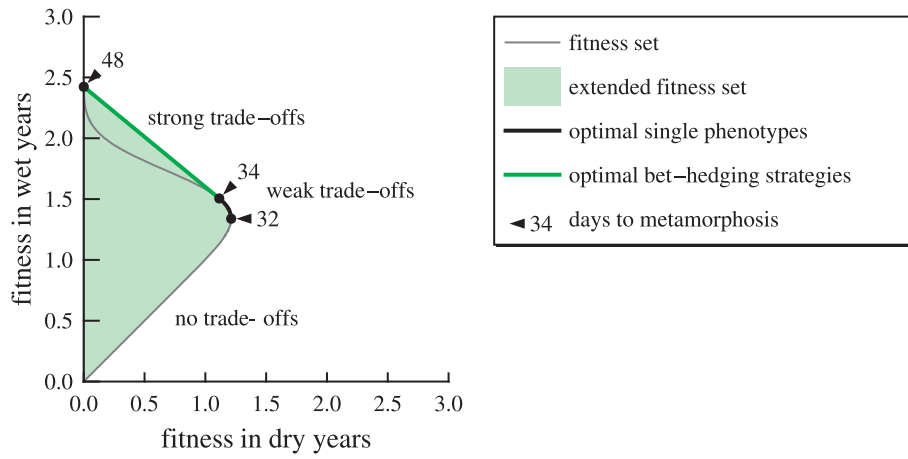 3.0
2.5
2.0
1.5
1.0
0.5
0.0
fitness in wet years
48
strong trade-offs
34
weak trade-offs
32
no trade- offs
0.0 0.5 1.0 1.5 2.0 2.5 3.0
fitness in dry years
fitness set
extended fitness set
optimal single phenotypes
optimal bet-hedging strategies
34 days to metamorphosis